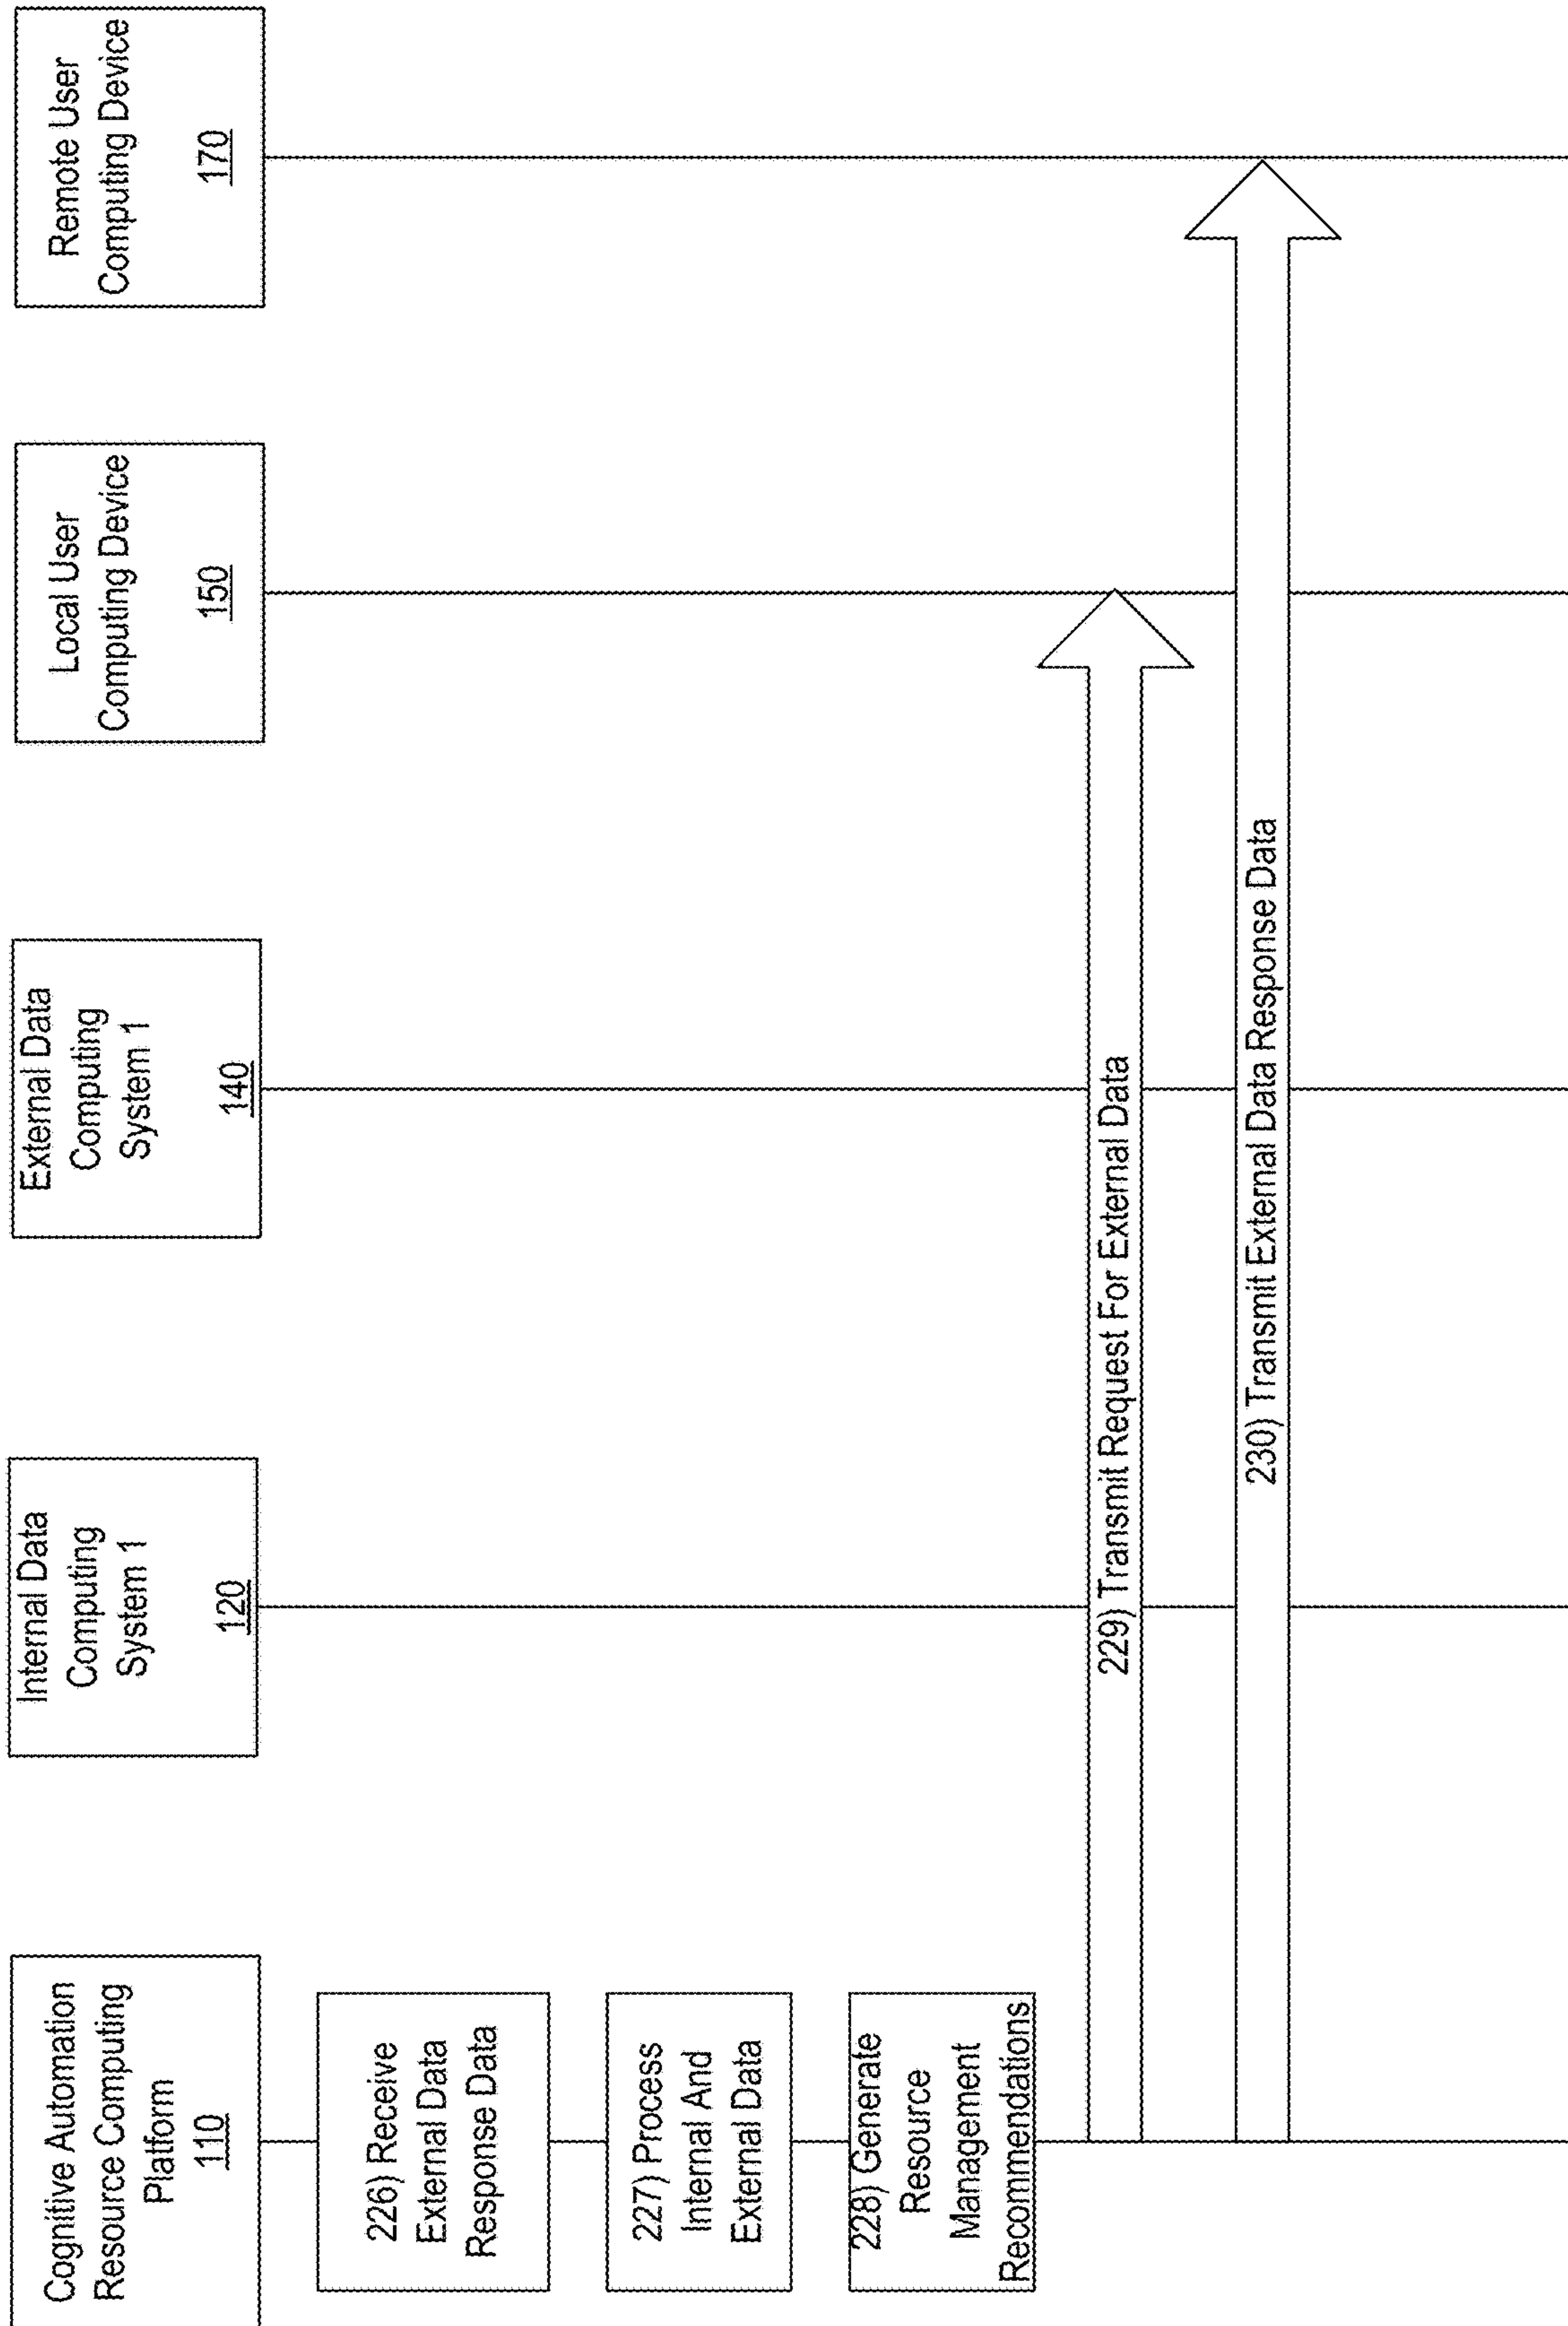 Cognitive Automation
Resource Computing
Platform
110
Internal Data
Computing
System 1
120
External Data
Computing
System 1
140
Local User
Computing Device
150
Remote User
Computing Device
170
226) Receive
External Data
Response Data
227) Process
Internal And
External Data
228) Generate
Resource
Management
Recommendations
229) Transmit Request For External Data
230) Transmit External Data Response Data